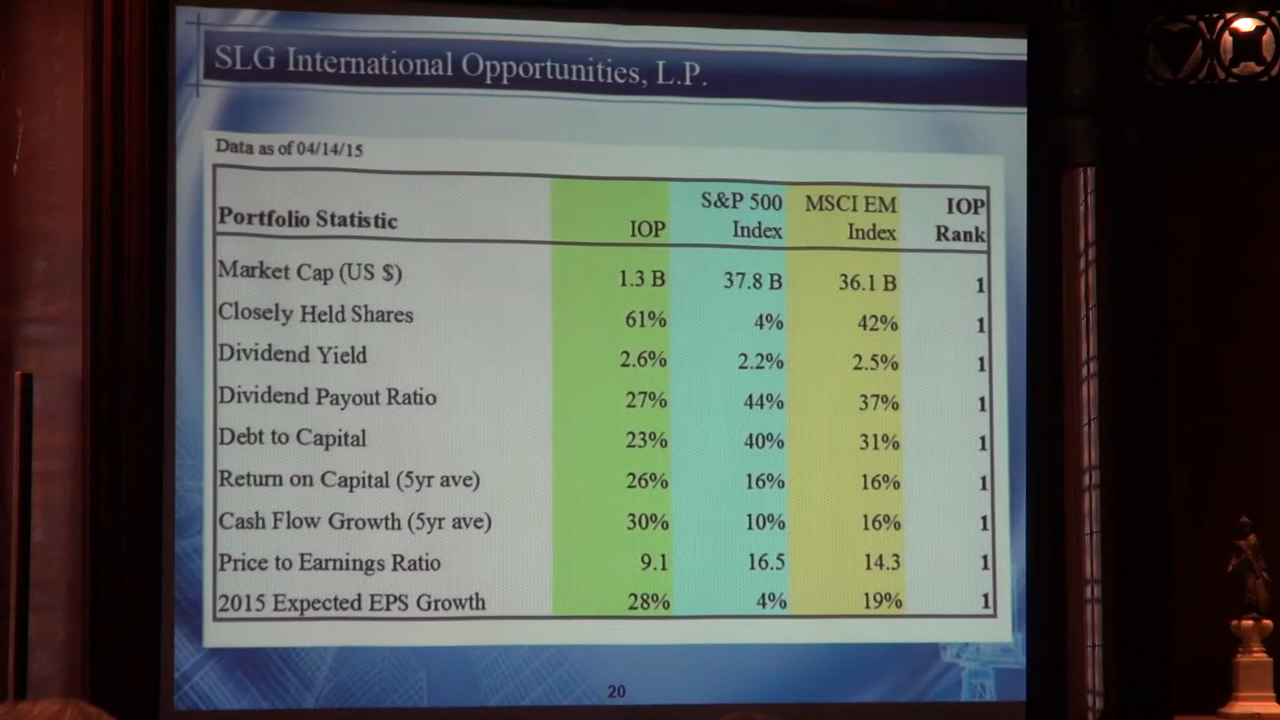 SLG International Opportunities, L.P.
Data as of 04/14/15
Portfolio Statistic IOP S&P 500 Index MSCI EM Index IOP Rank
Market Cap (US $) 1.3 B 37.8 B 36.1 B 1
Closely Held Shares 61% 4% 42% 1
Dividend Yield 2.6% 2.2% 2.5% 1
Dividend Payout Ratio 27% 44% 37% 1
Debt to Capital 23% 40% 31% 1
Return on Capital (5yr ave) 26% 16% 16% 1
Cash Flow Growth (5yr ave) 30% 10% 16% 1
Price to Earnings Ratio 9.1 16.5 14.3 1
2015 Expected EPS Growth 28% 4% 19% 1
20